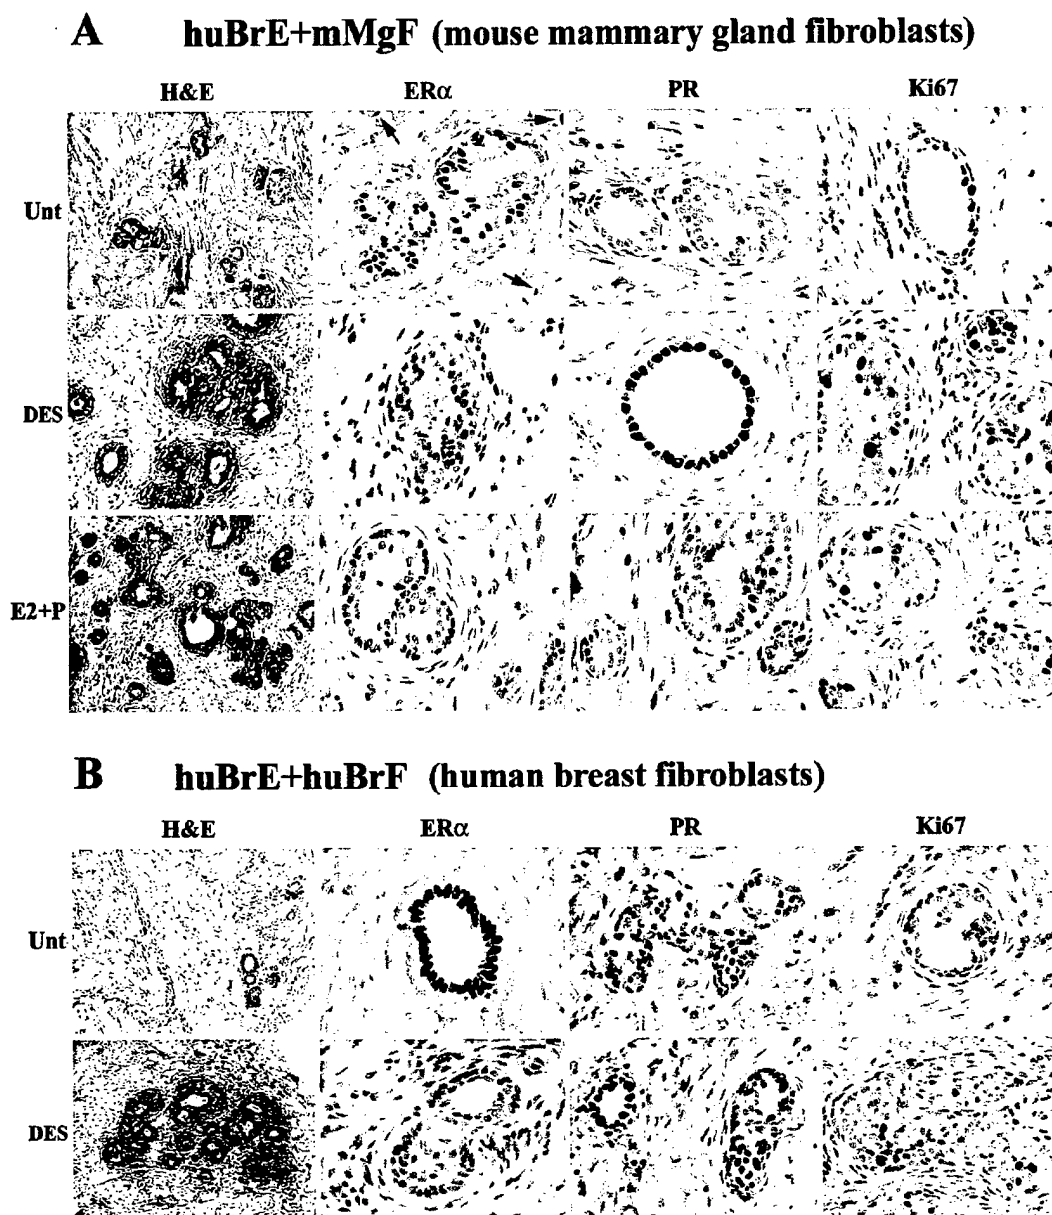 A huBrE+mMgF (mouse mammary gland fibroblasts)
H&E ERα PR Ki67
Unt
DES
E2+P
B huBrE+huBrF (human breast fibroblasts)
H&E ERα PR Ki67
Unt
DES